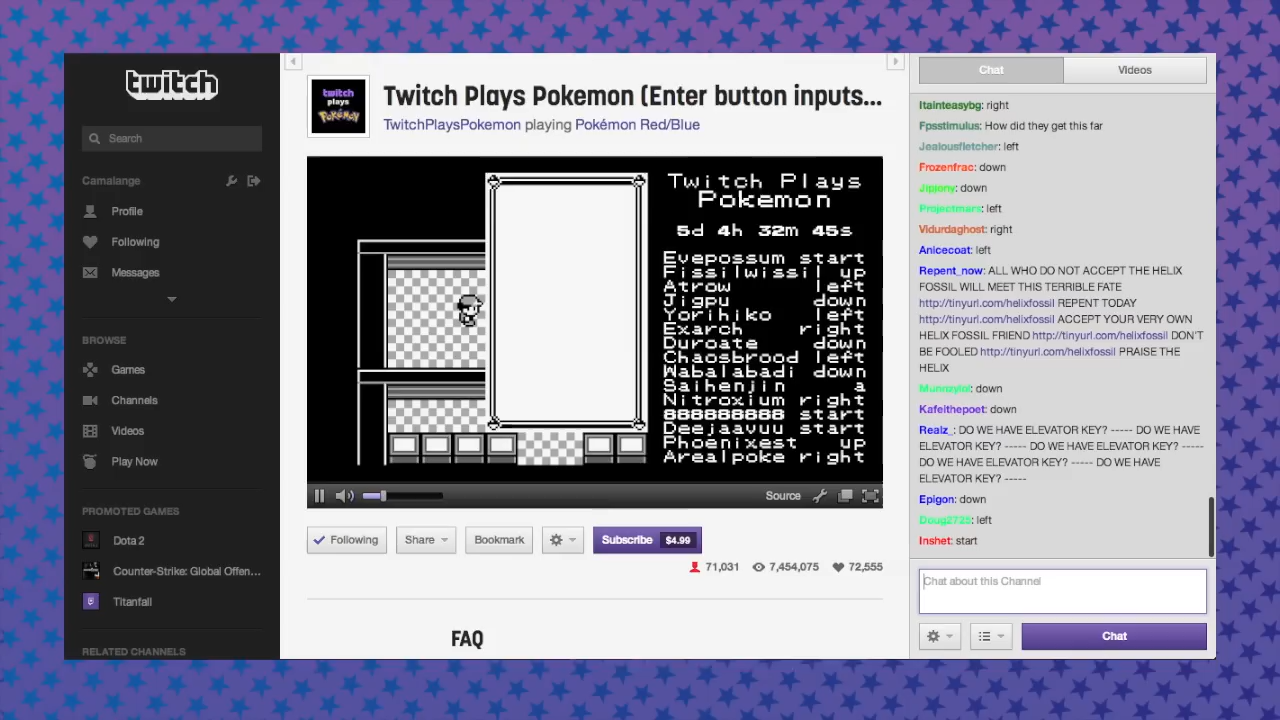 twitch
Search
Camalange
Profile
Following
Messages
BROWSE
Games
Channels
Videos
Play Now
PROMOTED GAMES
Dota 2
Counter-Strike: Global Offen...
Titanfall
RELATED CHANNELS
twitch
plays
Pokémon
Twitch Plays Pokemon (Enter button inputs...
TwitchPlaysPokemon playing Pokémon Red/Blue
Twitch Plays
Pokemon
5d 4h 32m 45s
Evepossum start
Fissilwissil up
Atrow left
Jigpu down
Yorihiko left
Exarch right
Duroate down
Chaosbrood left
Wabalabadi down
Saihenjin a
Nitroxium right
888888888 start
Deejaavuu start
Phoenixest up
Arealpoke right
Source
Following
Share
Bookmark
Subscribe $4.99
71,031 7,454,075 72,555
FAQ
Chat Videos
Itainteasybg: right
Fpsstimulus: How did they get this far
Jealousfletcher: left
Frozenfrac: down
Jipjony: down
Projectmars: left
Vidurdaghost: right
Anicecoat: left
Repent_now: ALL WHO DO NOT ACCEPT THE HELIX
FOSSIL WILL MEET THIS TERRIBLE FATE
http://tinyurl.com/helixfossil REPENT TODAY
http://tinyurl.com/helixfossil ACCEPT YOUR VERY OWN
HELIX FOSSIL FRIEND http://tinyurl.com/helixfossil DON'T
BE FOOLED http://tinyurl.com/helixfossil PRAISE THE
HELIX
Munnzylol: down
Kafeithepoet: down
Realz_: DO WE HAVE ELEVATOR KEY? ----- DO WE HAVE
ELEVATOR KEY? ----- DO WE HAVE ELEVATOR KEY? -----
DO WE HAVE ELEVATOR KEY? ----- DO WE HAVE
ELEVATOR KEY? -----
Epigon: down
Doug2725: left
Inshet: start
Chat about this Channel
Chat